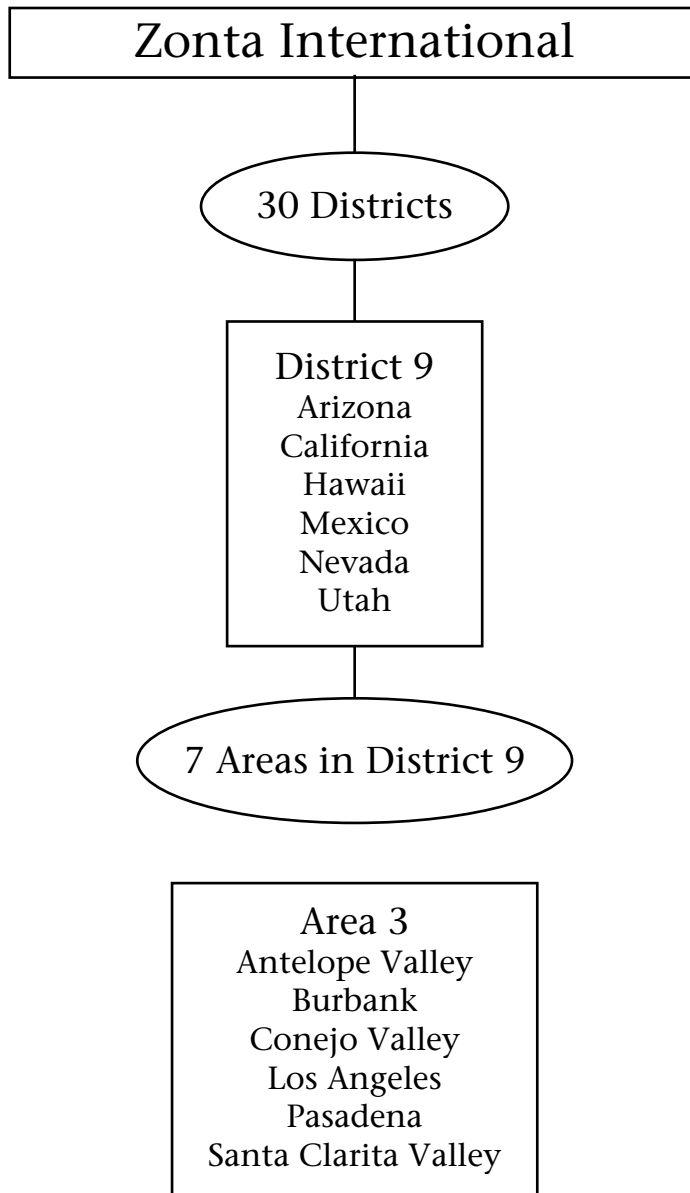 Zonta International
30 Districts
District 9
Arizona
California
Hawaii
Mexico
Nevada
Utah
7 Areas in District 9
Area 3
Antelope Valley
Burbank
Conejo Valley
Los Angeles
Pasadena
Santa Clarita Valley